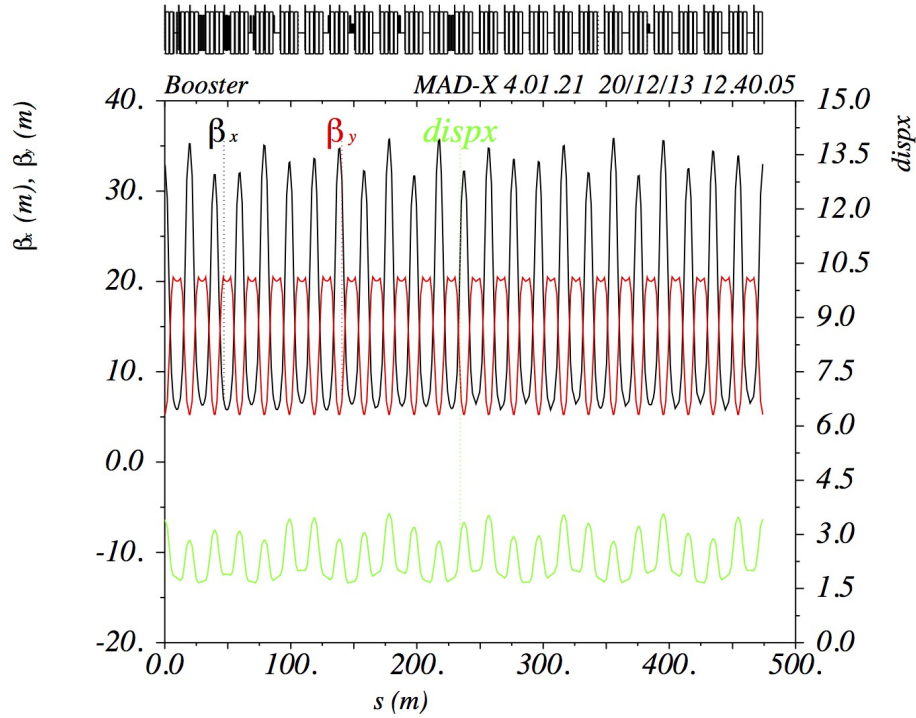 Booster MAD-X 4.01.21 20/12/13 12.40.05
βx (m), βy (m)
40.
30.
20.
10.
0.0
-10.
-20.
βx
βy
dispx
15.0
13.5
12.0
10.5
9.0
7.5
6.0
4.5
3.0
1.5
0.0
dispx
0.0 100. 200. 300. 400. 500.
s (m)